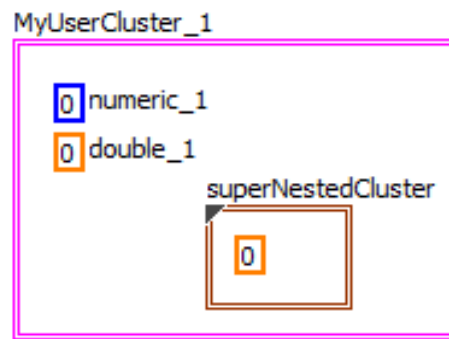 MyUserCluster_1
0 numeric_1
0 double_1
superNestedCluster
0